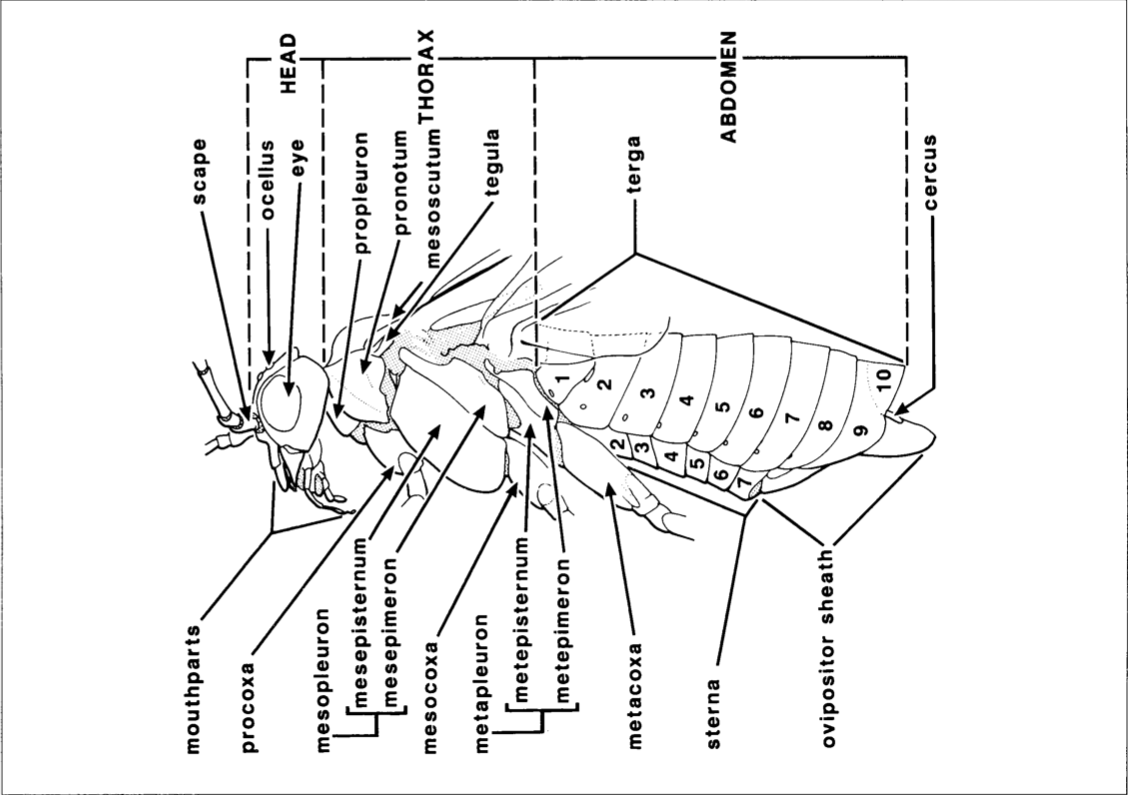 HEAD
THORAX
ABDOMEN
scape
ocellus
eye
propleuron
pronotum
mesoscutum
tegula
terga
cercus
1
2
3
4
5
6
7
8
9
10
2
3
4
5
6
7
mouthparts
procoxa
mesopleuron
mesepisternum
mesepimeron
mesocoxa
metapleuron
metepisternum
metepimeron
metacoxa
sterna
ovipositor sheath